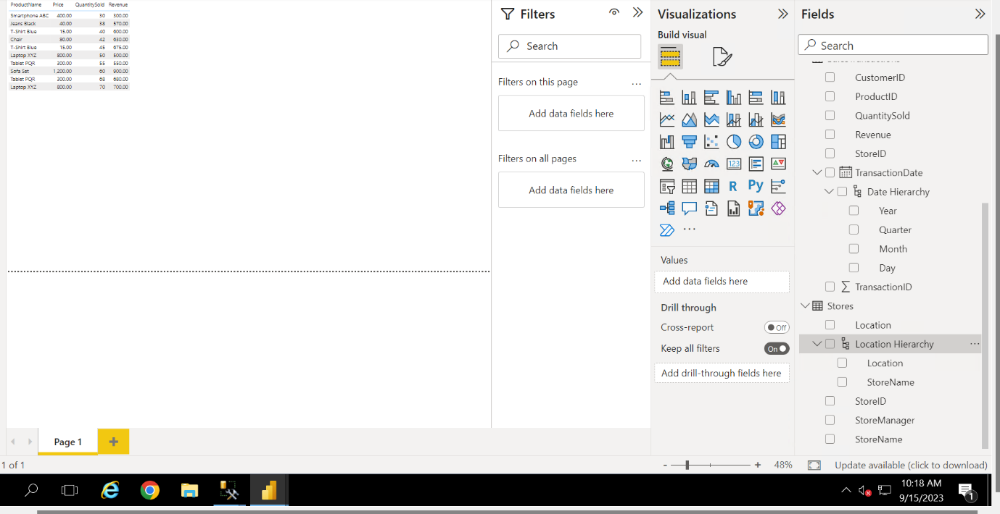 ProductName Price QuantitySold Revenue
Smartphone ABC 400.00 30 300.00
Jeans Black 40.00 38 570.00
T-Shirt Blue 15.00 40 600.00
Chair 80.00 42 630.00
T-Shirt Blue 15.00 45 675.00
Laptop XYZ 800.00 50 500.00
Tablet PQR 300.00 55 550.00
Sofa Set 1,200.00 60 900.00
Tablet PQR 300.00 68 680.00
Laptop XYZ 800.00 70 700.00
Filters
Search
Filters on this page
...
Add data fields here
Filters on all pages
...
Add data fields here
Visualizations
Build visual
123
R
Py
...
Values
Add data fields here
Drill through
Cross-report
Off
Keep all filters
On
Add drill-through fields here
Fields
Search
CustomerID
ProductID
QuantitySold
Revenue
StoreID
TransactionDate
Date Hierarchy
Year
Quarter
Month
Day
∑ TransactionID
Stores
Location
Location Hierarchy
...
Location
StoreName
StoreID
StoreManager
StoreName
Page 1
+
1 of 1
- + 48%
Update available (click to download)
10:18 AM
9/15/2023
1